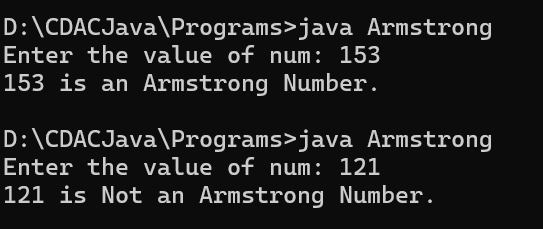 D:\CDACJava\Programs>java Armstrong
Enter the value of num: 153
153 is an Armstrong Number.
D:\CDACJava\Programs>java Armstrong
Enter the value of num: 121
121 is Not an Armstrong Number.